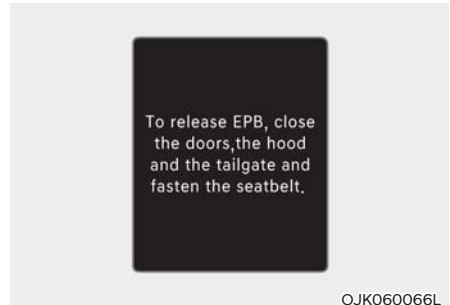 To release EPB, close
the doors,the hood
and the tailgate and
fasten the seatbelt.
OJK060066L